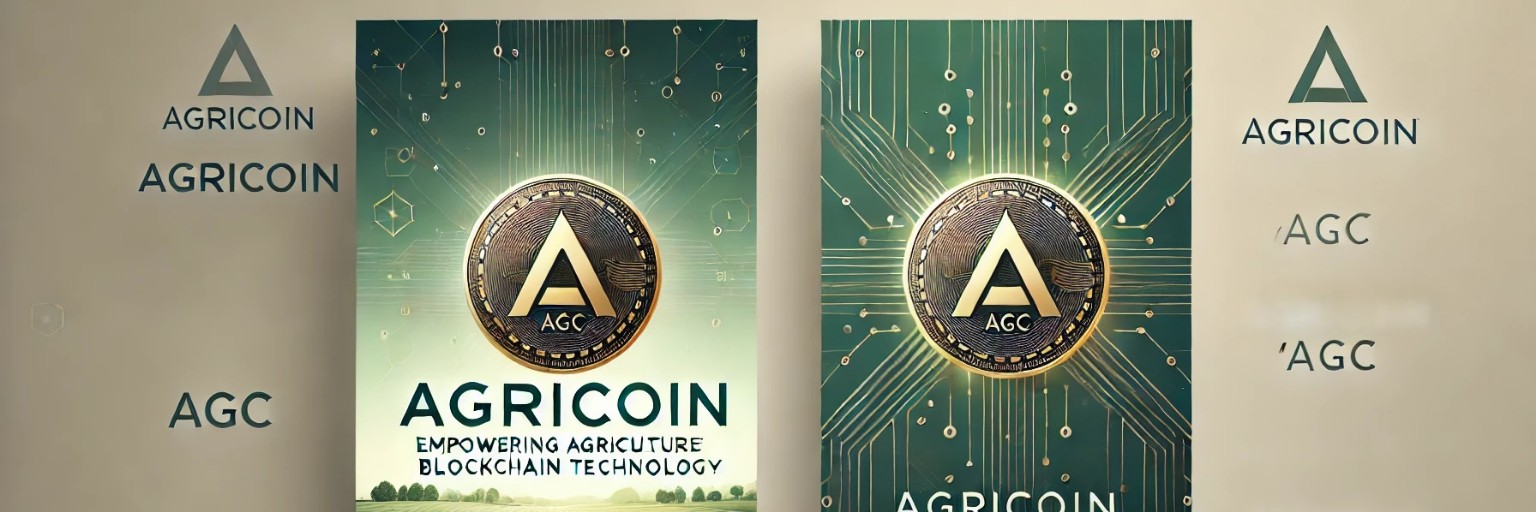 AGRICOIN
AGRICOIN
AGC
AGC
AGRICOIN
EMPOWERING AGRICUTURE
BLOCKCHAIN TECHNOLOGY
AGC
AGRICOIN
AGRICOIN
AGC
'AGC